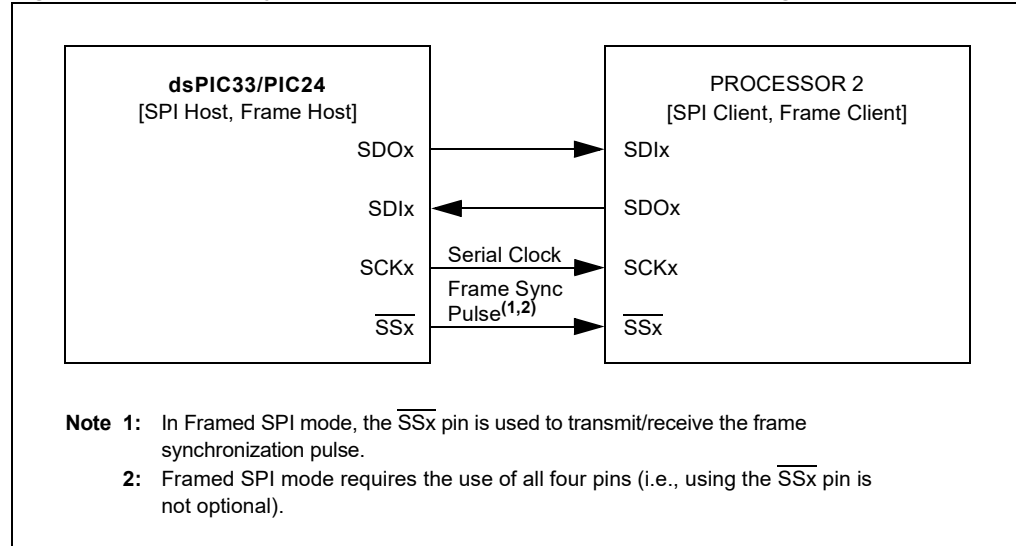 dsPIC33/PIC24
[SPI Host, Frame Host]
PROCESSOR 2
[SPI Client, Frame Client]
SDOx
SDIx
SDIx
SDOx
SCKx
Serial Clock
SCKx
Frame Sync
Pulse(1,2)
SSx
SSx
Note 1: In Framed SPI mode, the SSx pin is used to transmit/receive the frame
synchronization pulse.
2: Framed SPI mode requires the use of all four pins (i.e., using the SSx pin is
not optional).